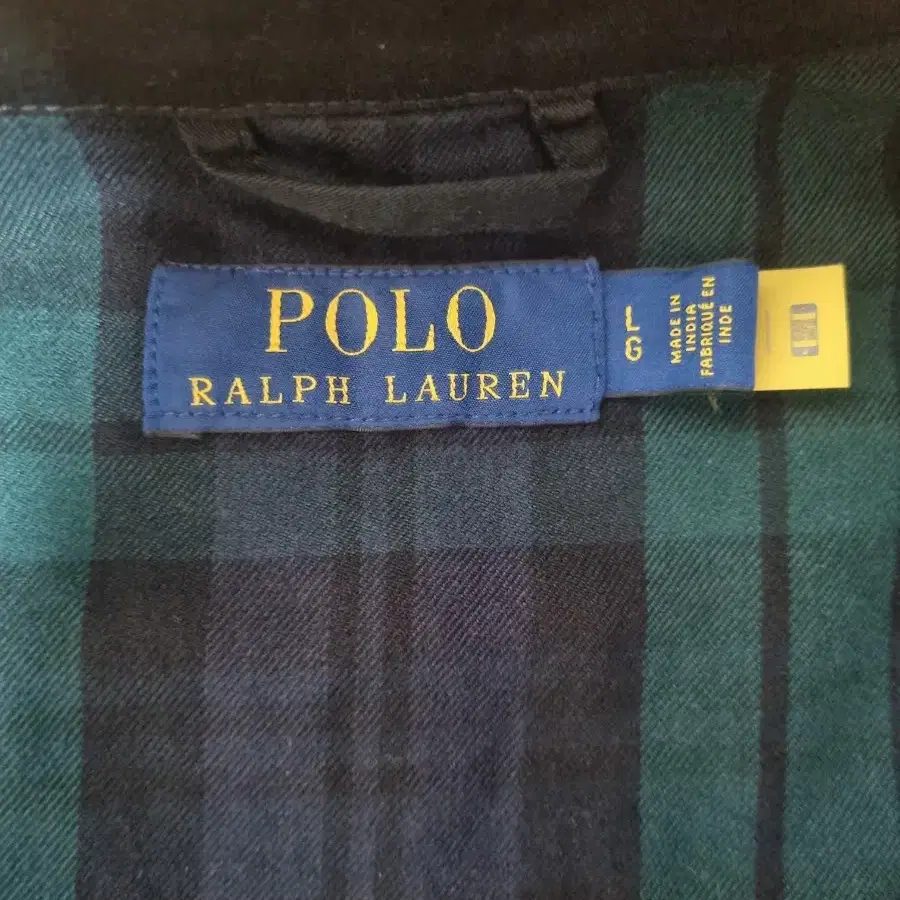 POLO
RALPH LAUREN
L
G
MADE IN
INDIA
FABRIQUÉ EN
INDE